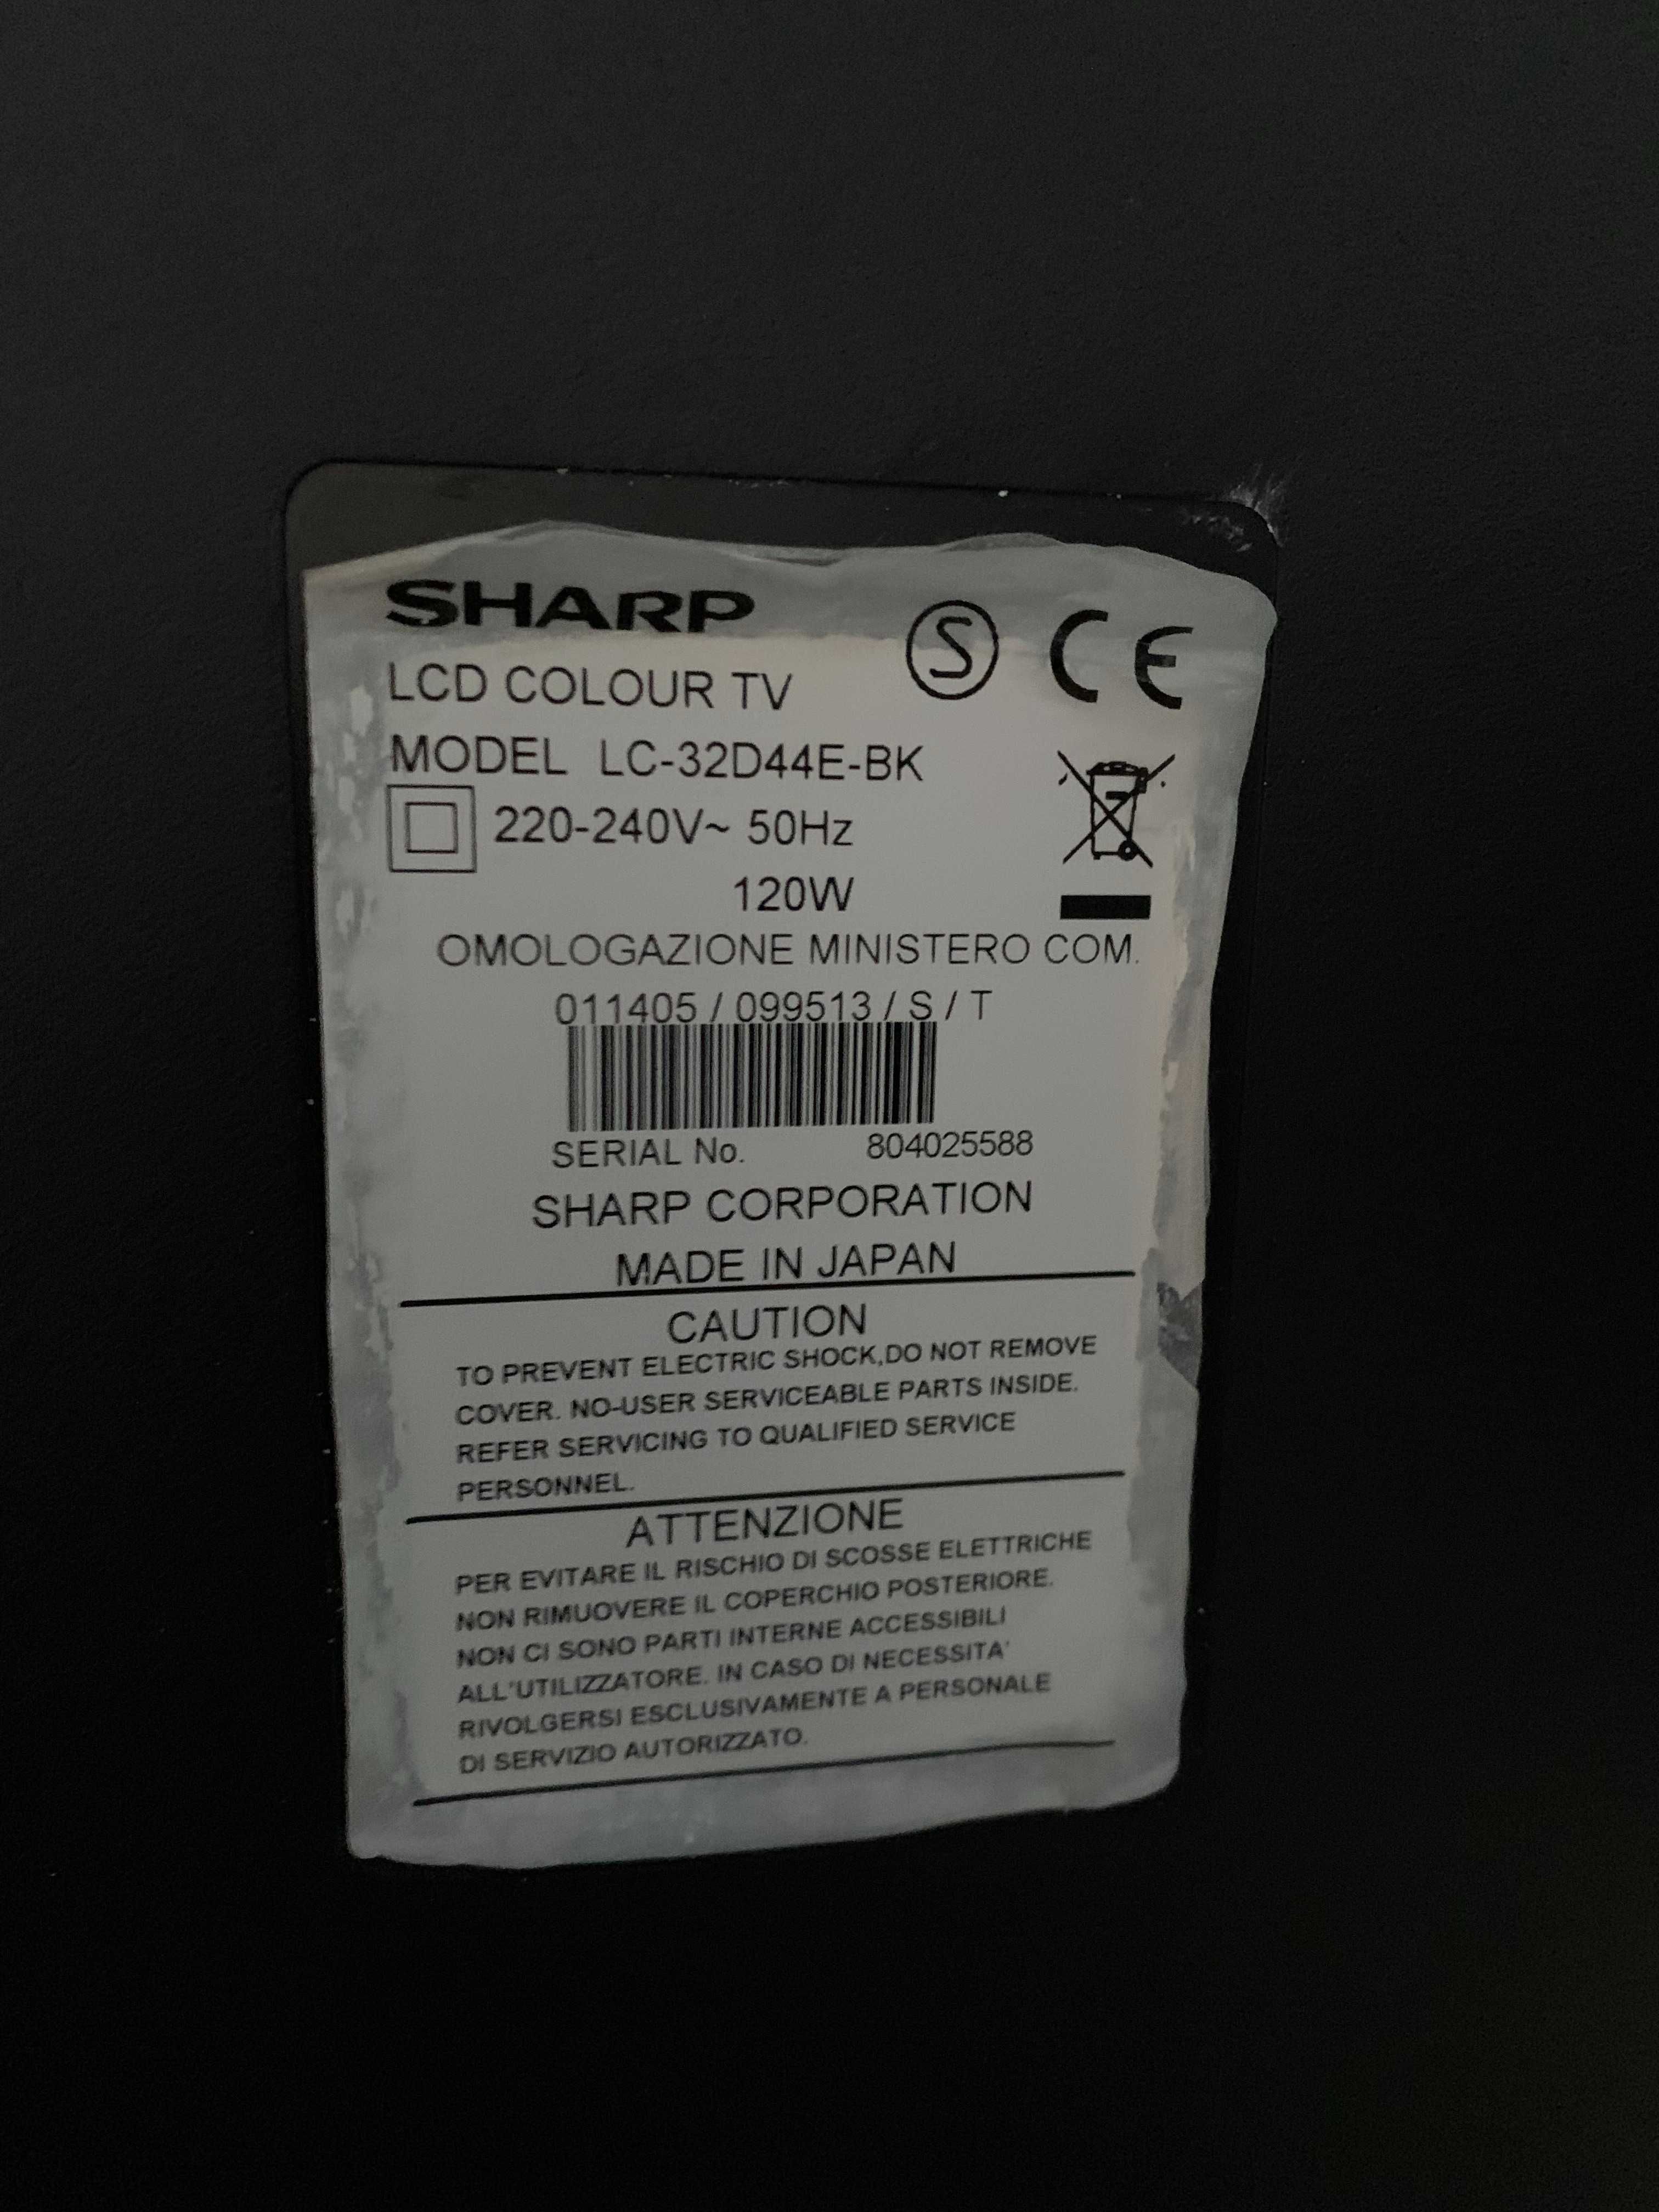 SHARP
LCD COLOUR TV
S CE
MODEL LC-32D44E-BK
220-240V~ 50Hz
120W
OMOLOGAZIONE MINISTERO COM.
011405 / 099513 / S / T
SERIAL No. 804025588
SHARP CORPORATION
MADE IN JAPAN
CAUTION
TO PREVENT ELECTRIC SHOCK,DO NOT REMOVE
COVER. NO-USER SERVICEABLE PARTS INSIDE.
REFER SERVICING TO QUALIFIED SERVICE
PERSONNEL.
ATTENZIONE
PER EVITARE IL RISCHIO DI SCOSSE ELETTRICHE
NON RIMUOVERE IL COPERCHIO POSTERIORE.
NON CI SONO PARTI INTERNE ACCESSIBILI
ALL'UTILIZZATORE. IN CASO DI NECESSITA'
RIVOLGERSI ESCLUSIVAMENTE A PERSONALE
DI SERVIZIO AUTORIZZATO.